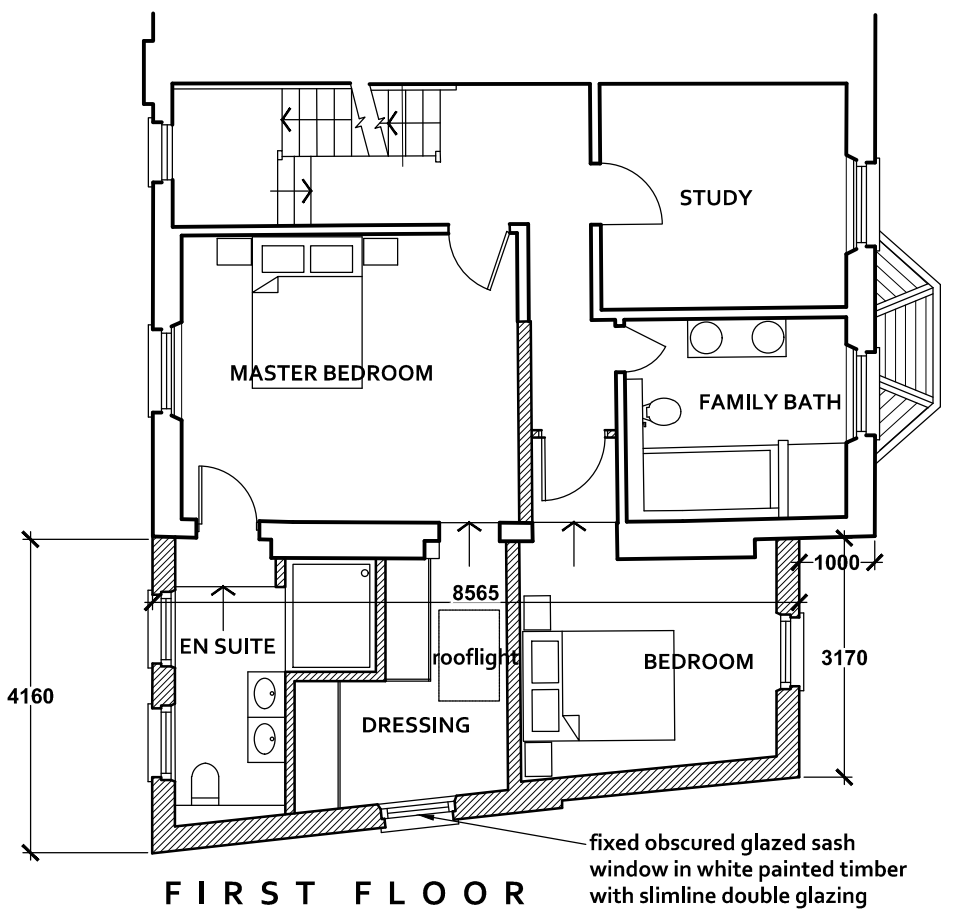 STUDY
MASTER BEDROOM
FAMILY BATH
1000
8565
EN SUITE
rooflight
BEDROOM
3170
4160
DRESSING
fixed obscured glazed sash
window in white painted timber
with slimline double glazing
FIRST FLOOR